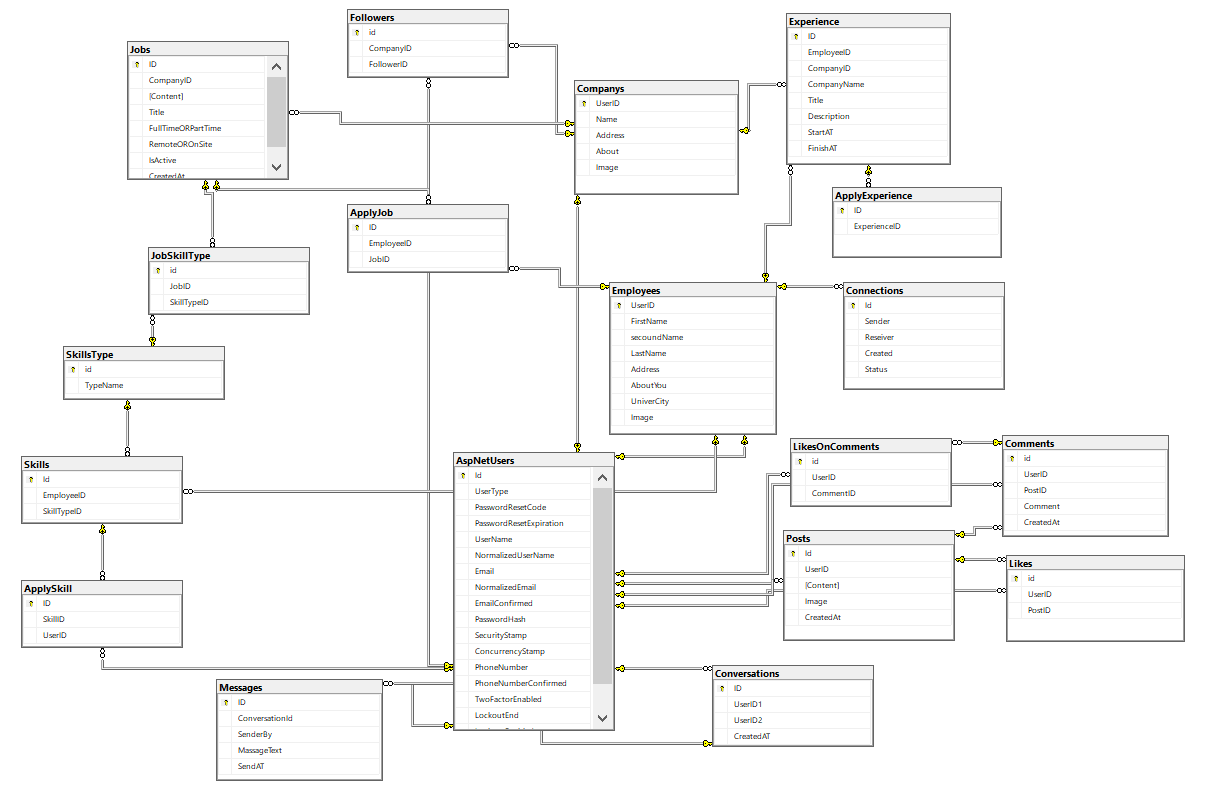 Followers
id
CompanyID
FollowerID
Experience
ID
EmployeeID
CompanyID
CompanyName
Title
Description
StartAT
FinishAT
Jobs
ID
CompanyID
[Content]
Title
FullTimeORPartTime
RemoteOROnSite
IsActive
CreatedAt
Companys
UserID
Name
Address
About
Image
ApplyExperience
ID
ExperienceID
ApplyJob
ID
EmployeeID
JobID
JobSkillType
id
JobID
SkillTypeID
Employees
UserID
FirstName
secoundName
LastName
Address
AboutYou
UniverCity
Image
Connections
Id
Sender
Reseiver
Created
Status
SkillsType
id
TypeName
Skills
Id
EmployeeID
SkillTypeID
AspNetUsers
Id
UserType
PasswordResetCode
PasswordResetExpiration
UserName
NormalizedUserName
Email
NormalizedEmail
EmailConfirmed
PasswordHash
SecurityStamp
ConcurrencyStamp
PhoneNumber
PhoneNumberConfirmed
TwoFactorEnabled
LockoutEnd
LikesOnComments
id
UserID
CommentID
Comments
id
UserID
PostID
Comment
CreatedAt
Posts
Id
UserID
[Content]
Image
CreatedAt
Likes
id
UserID
PostID
ApplySkill
ID
SkillID
UserID
Messages
ID
ConversationId
SenderBy
MassageText
SendAT
Conversations
ID
UserID1
UserID2
CreatedAT